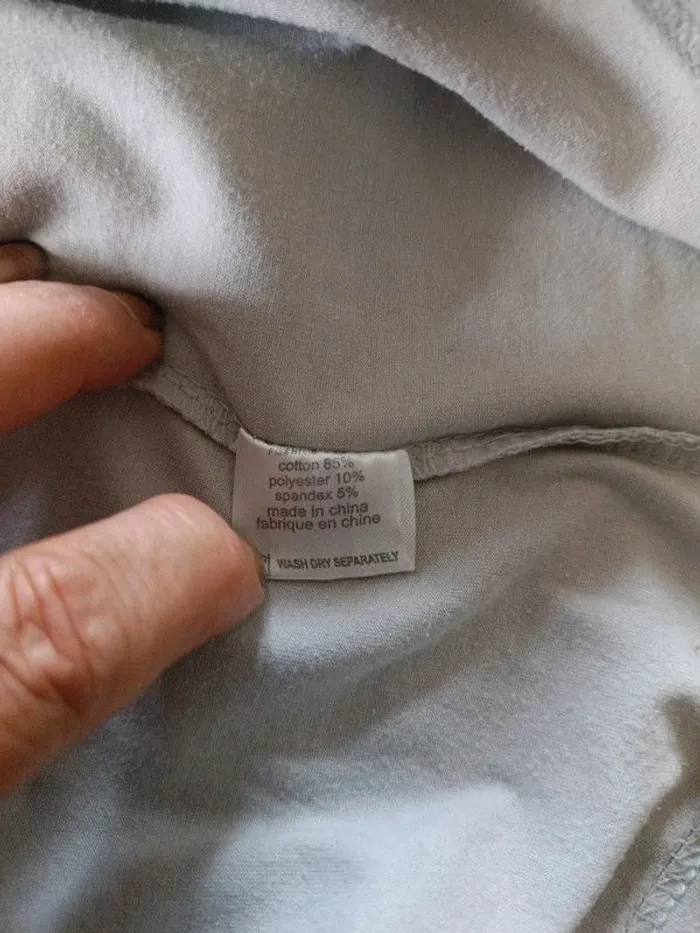 cotton 85%
polyester 10%
spandex 5%
made in china
fabrique en chine
WASH DRY SEPARATELY